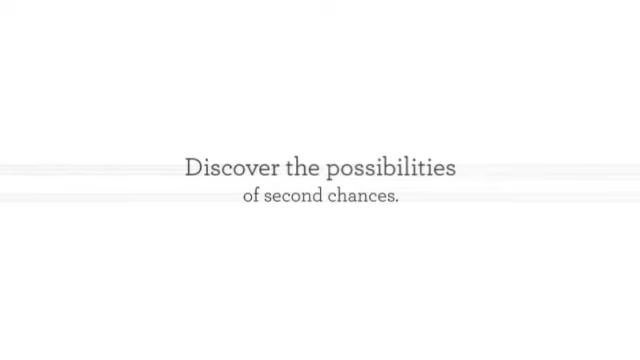 Discover the possibilities
of second chances.